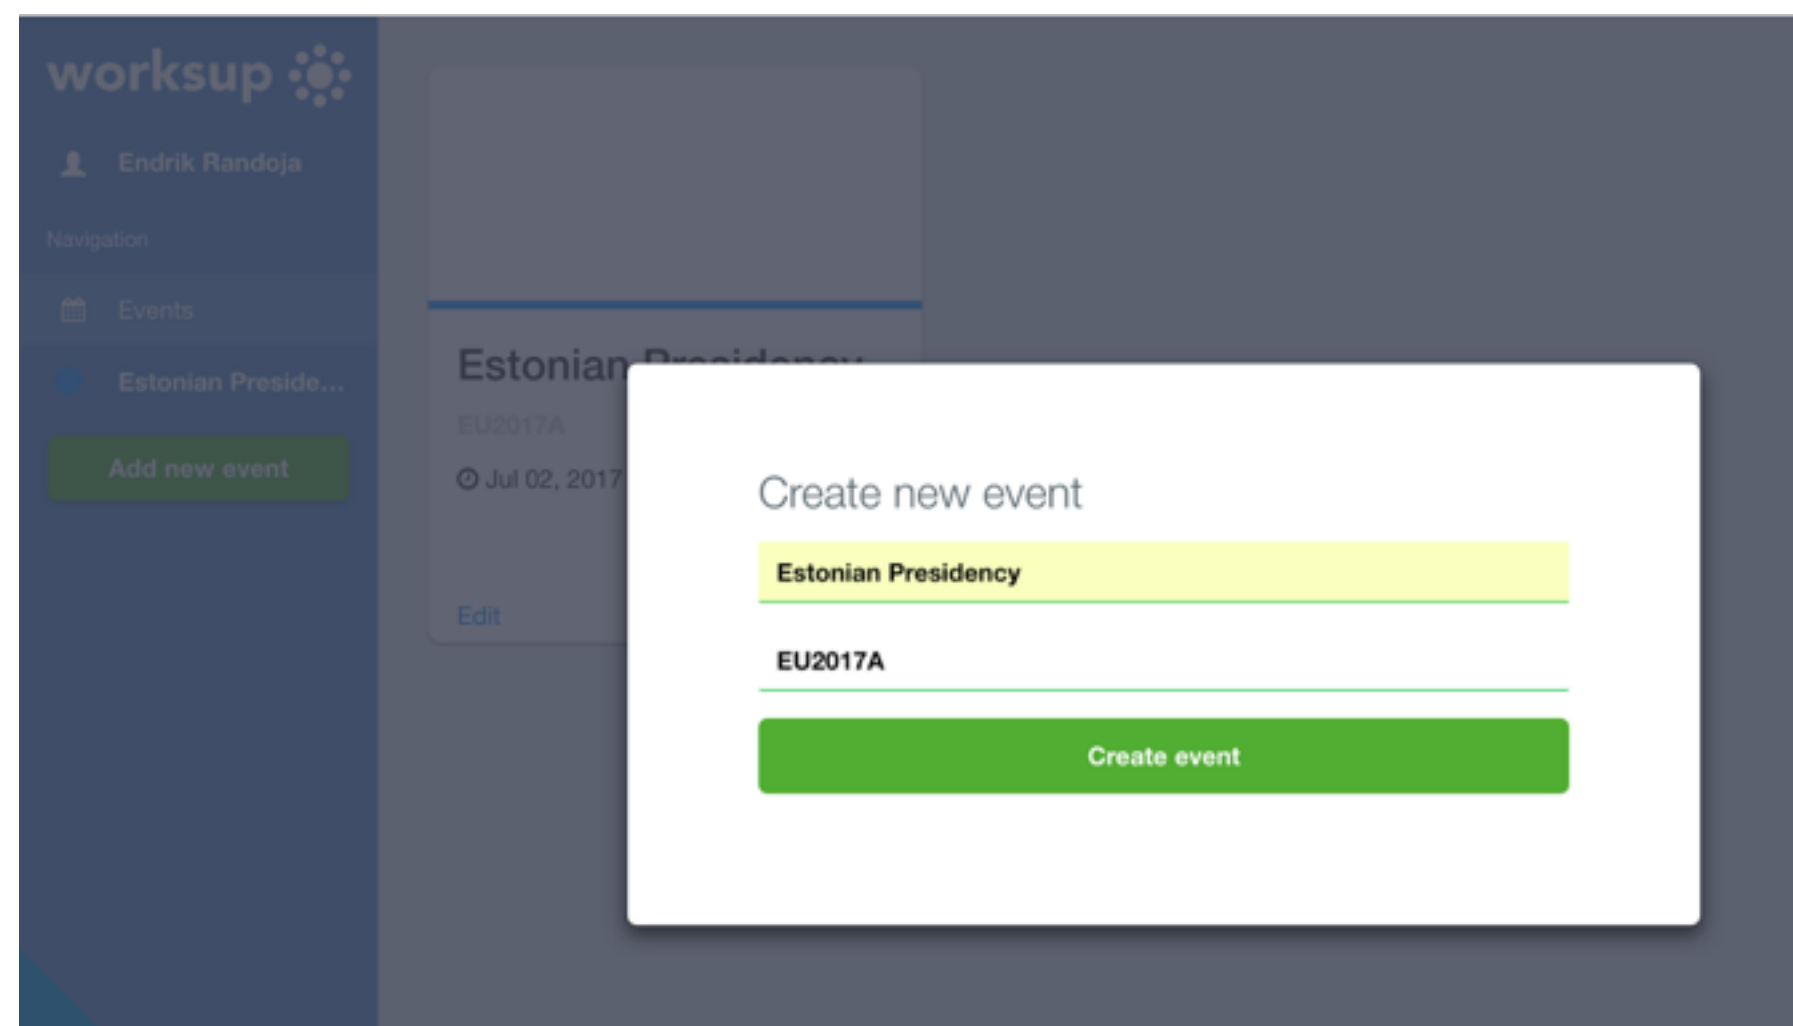 worksup
Endrik Randoja
Navigation
Events
Estonian Preside...
Add new event
Estonian Presidency
EU2017A
Jul 02, 2017
Edit
Create new event
Estonian Presidency
EU2017A
Create event